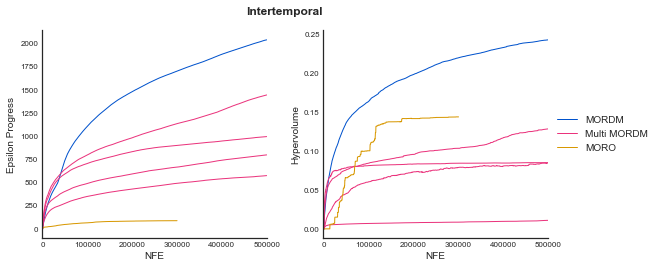 Intertemporal
2000
1750
1500
1250
1000
750
500
250
0
Epsilon Progress
0 100000 200000 300000 400000 500000
NFE
0.25
0.20
0.15
0.10
0.05
0.00
Hypervolume
0 100000 200000 300000 400000 500000
NFE
MORDM
Multi MORDM
MORO